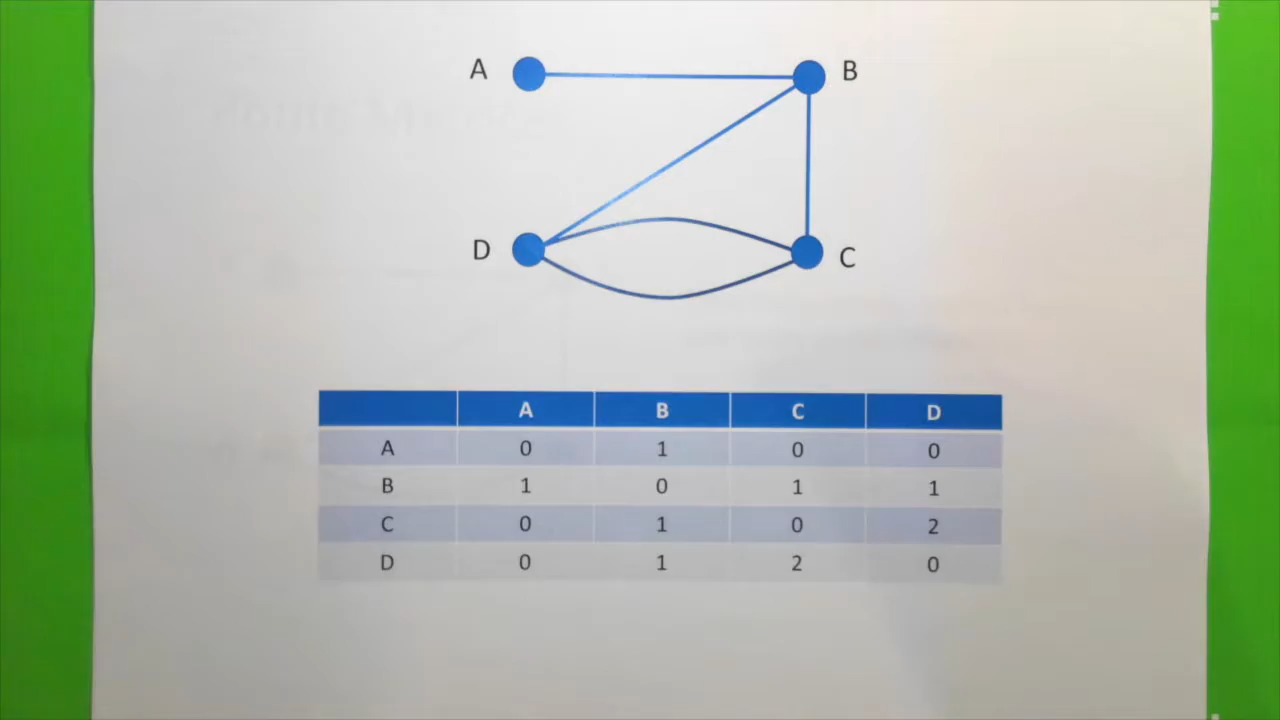 A B
D C
A B C D
A 0 1 0 0
B 1 0 1 1
C 0 1 0 2
D 0 1 2 0